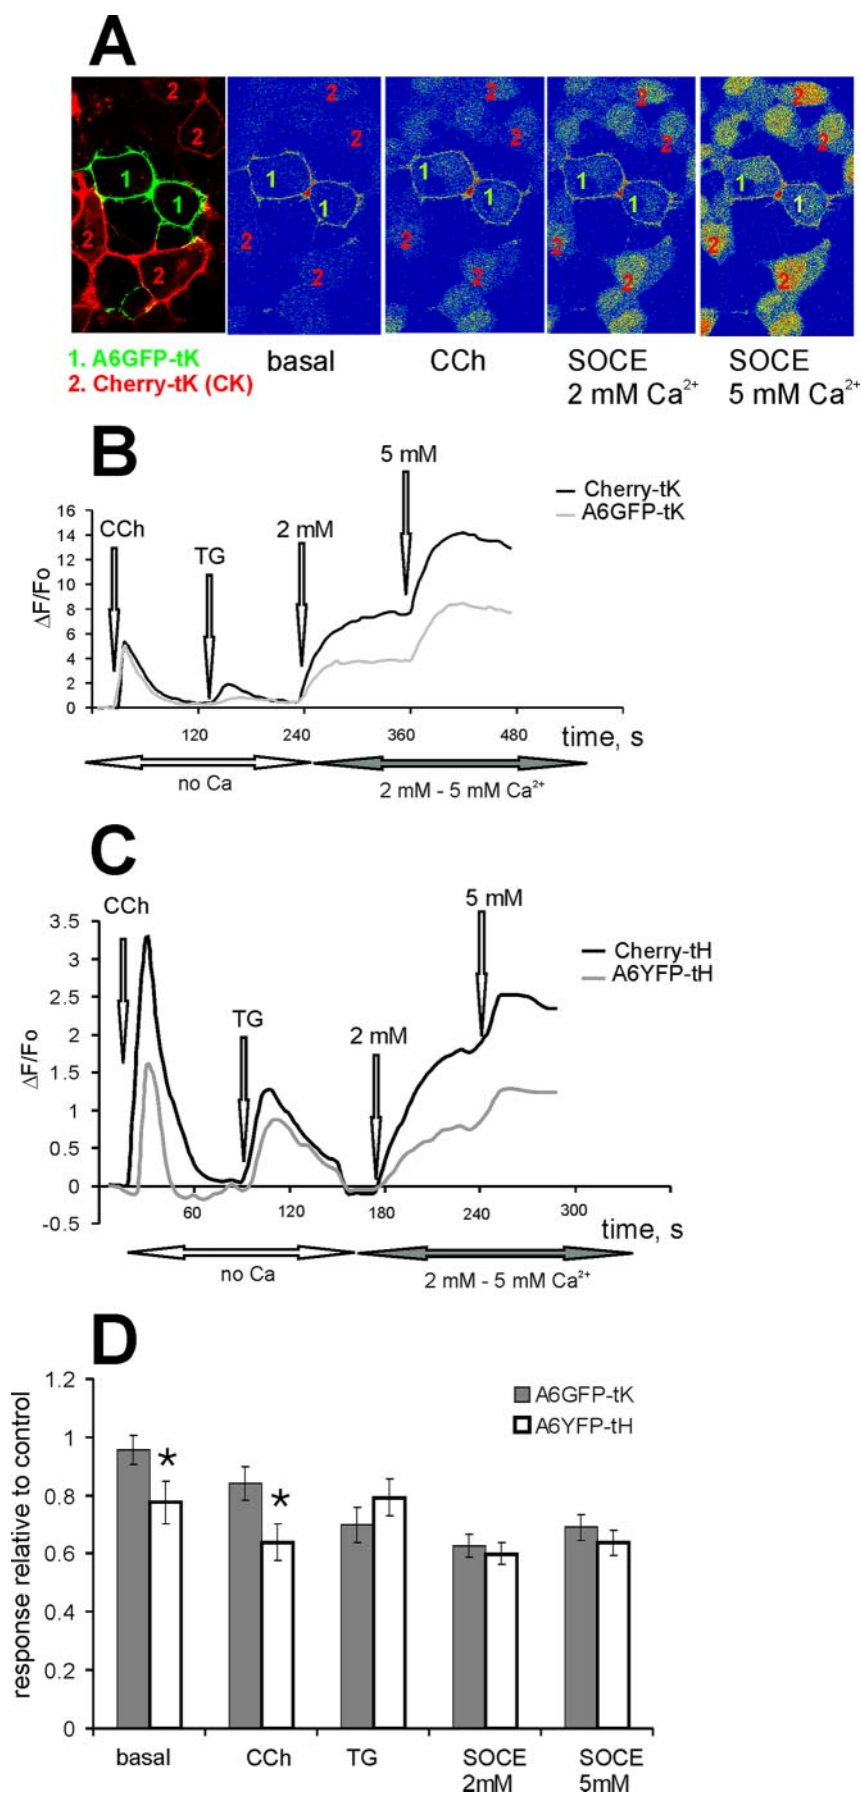 A
2
2
1
1
2
2
2
2
1
1
2
2
2
2
1
1
2
2
2
2
1
1
2
2
2
2
1
1
2
2
1. A6GFP-tK
2. Cherry-tK (CK)
basal
CCh
SOCE
2 mM Ca²⁺
SOCE
5 mM Ca²⁺
B
5 mM
Cherry-tK
A6GFP-tK
CCh
TG
2 mM
16
14
12
10
8
6
4
2
0
ΔF/Fo
120
240
360
480
time, s
no Ca
2 mM - 5 mM Ca²⁺
C
CCh
5 mM
Cherry-tH
A6YFP-tH
TG
2 mM
3.5
3
2.5
2
1.5
1
0.5
0
-0.5
ΔF/Fo
60
120
180
240
300
time, s
no Ca
2 mM - 5 mM Ca²⁺
D
A6GFP-tK
A6YFP-tH
response relative to control
1.2
1
0.8
0.6
0.4
0.2
0
*
*
basal
CCh
TG
SOCE
2mM
SOCE
5mM